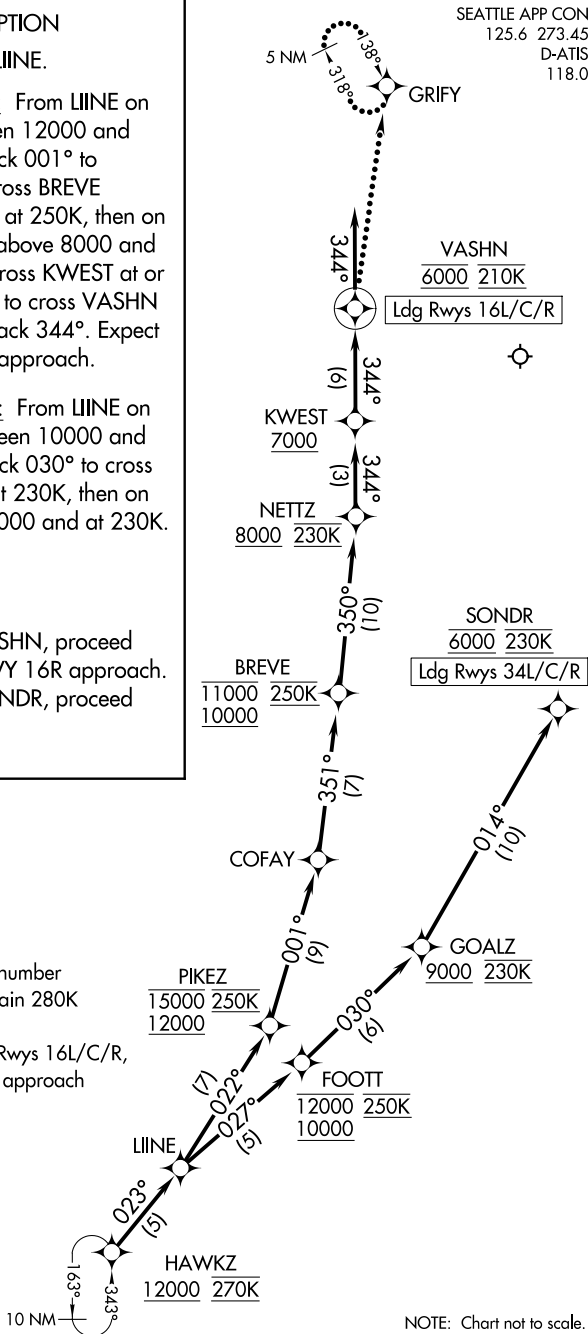 PTION
IINE.
From LIINE on
en 12000 and
ck 001° to
ross BREVE
at 250K, then on
above 8000 and
ross KWEST at or
to cross VASHN
ack 344°. Expect
approach.
: From LIINE on
een 10000 and
ck 030° to cross
t 230K, then on
000 and at 230K.
SHN, proceed
VY 16R approach.
NDR, proceed
SEATTLE APP CON
125.6 273.45
D-ATIS
118.0
5 NM
138°
318°
GRIFY
344°
VASHN
6000 210K
Ldg Rwys 16L/C/R
344°
(6)
KWEST
7000
344°
(3)
NETTZ
8000 230K
350°
(10)
SONDR
6000 230K
Ldg Rwys 34L/C/R
BREVE
11000 250K
10000
351°
(7)
014°
(10)
COFAY
001°
(9)
GOALZ
9000 230K
number
ain 280K
Rwys 16L/C/R,
approach
PIKEZ
15000 250K
12000
030°
(6)
022°
(7)
FOOTT
12000 250K
10000
027°
(5)
LIINE
023°
(5)
HAWKZ
12000 270K
163°
343°
10 NM
NOTE: Chart not to scale.